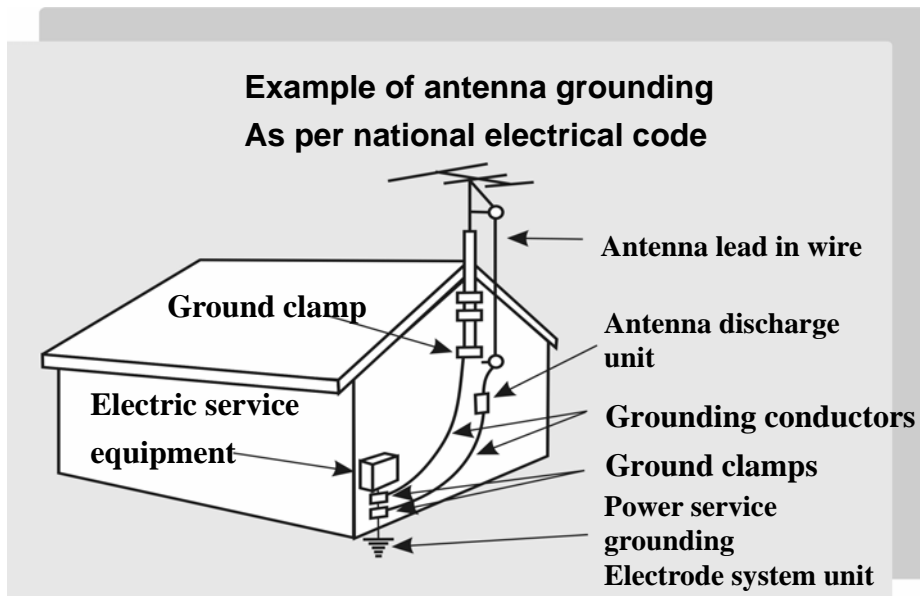 Example of antenna grounding
As per national electrical code
Antenna lead in wire
Ground clamp
Antenna discharge
unit
Electric service
equipment
Grounding conductors
Ground clamps
Power service
grounding
Electrode system unit